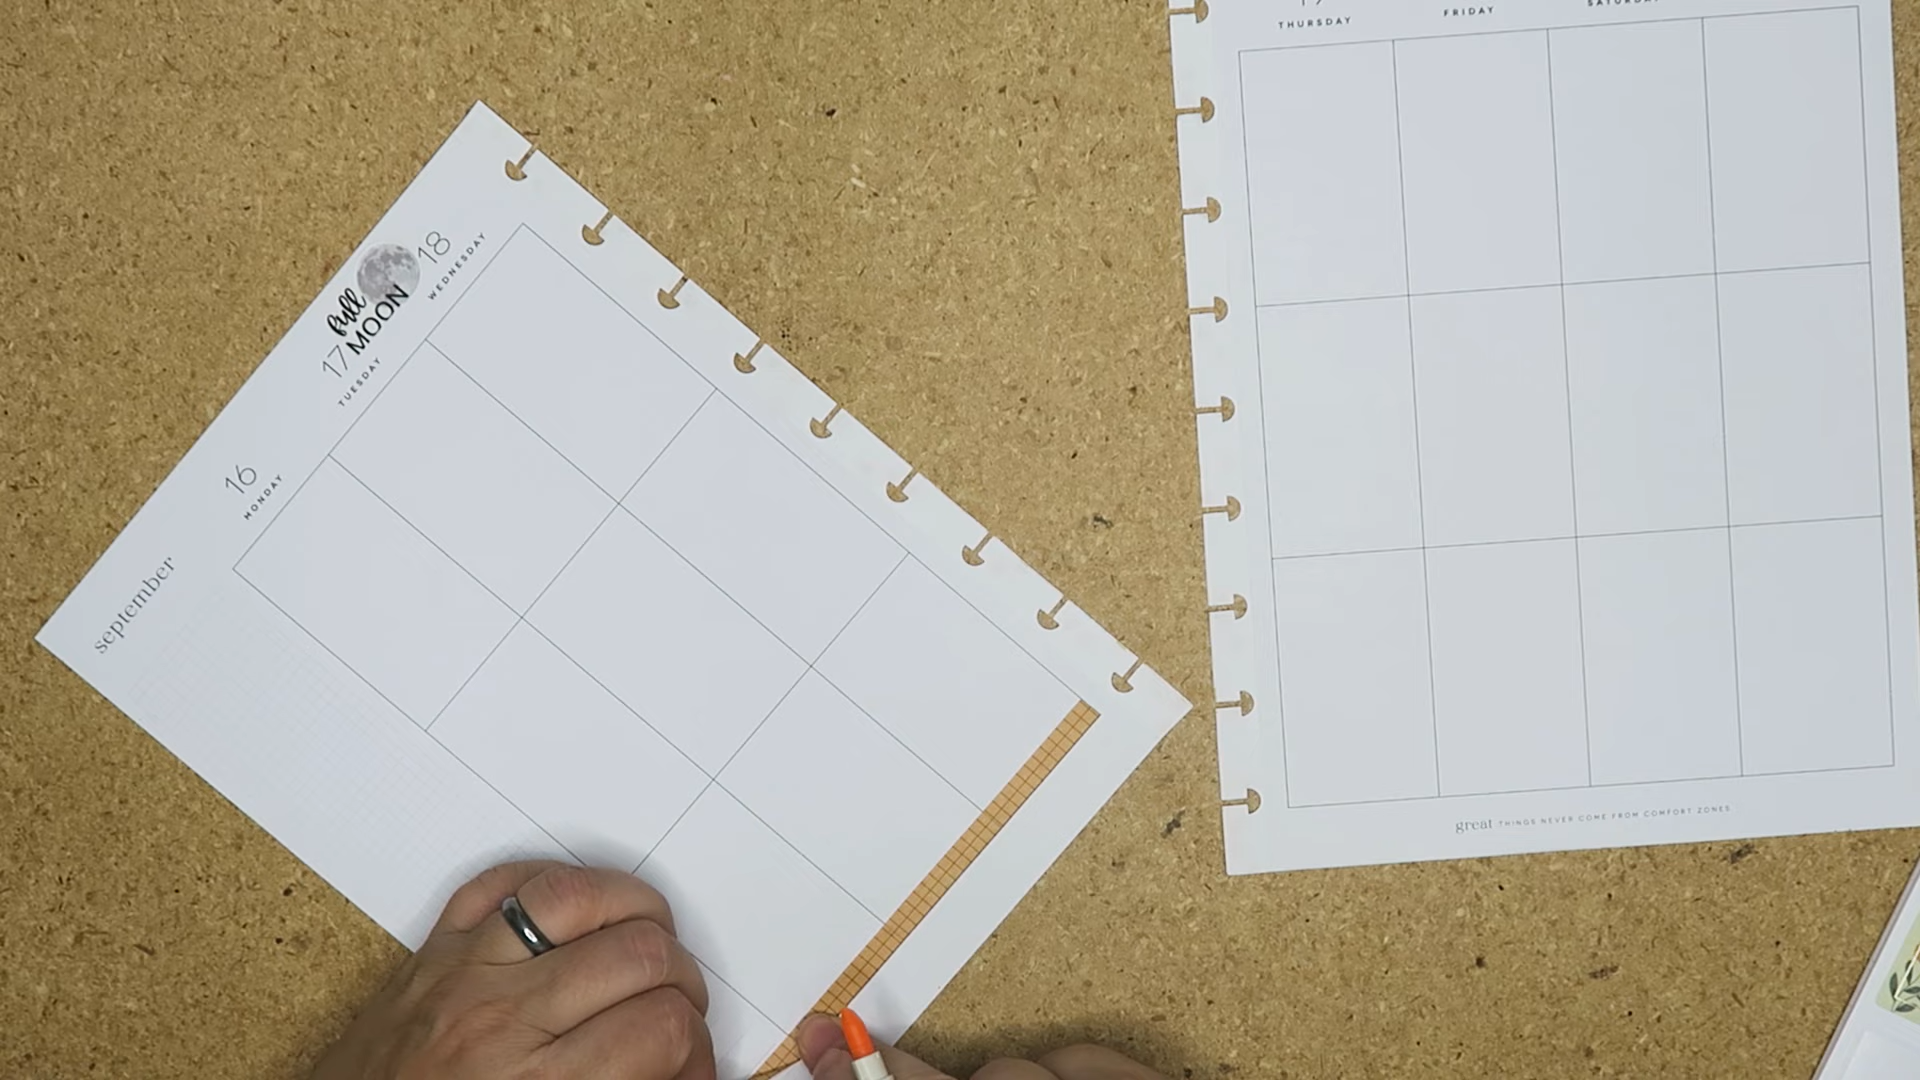 september
16
MONDAY
17
TUESDAY
full
MOON
18
WEDNESDAY
THURSDAY
FRIDAY
great THINGS NEVER COME FROM COMFORT ZONES